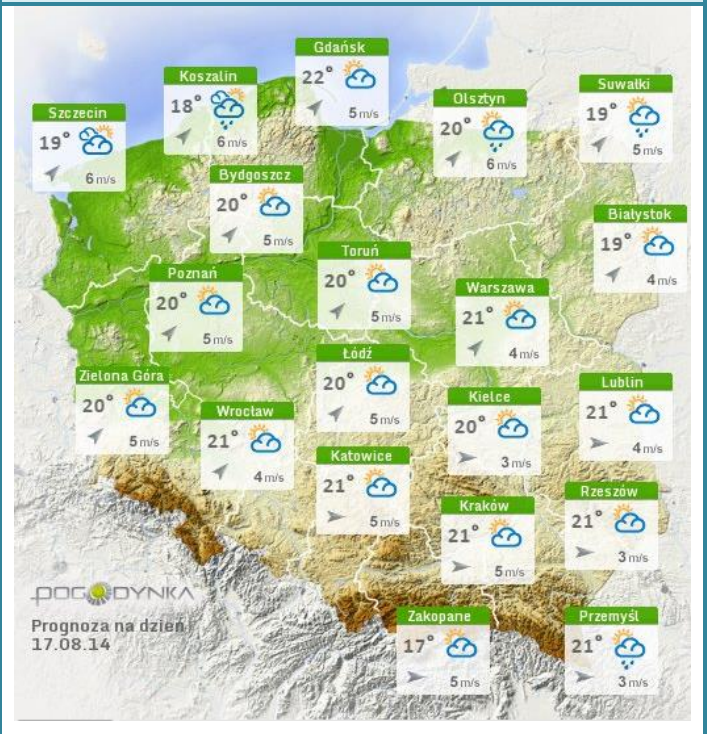 Gdańsk
22°
5 m/s
Koszalin
18°
6 m/s
Suwałki
19°
5 m/s
Olsztyn
20°
6 m/s
Szczecin
19°
6 m/s
Bydgoszcz
20°
5 m/s
Białystok
19°
4 m/s
Toruń
20°
5 m/s
Poznań
20°
5 m/s
Warszawa
21°
4 m/s
Łódź
20°
5 m/s
Zielona Góra
20°
5 m/s
Lublin
21°
4 m/s
Kielce
20°
3 m/s
Wrocław
21°
4 m/s
Katowice
21°
5 m/s
Rzeszów
21°
3 m/s
Kraków
21°
5 m/s
POGODYNKA
Prognoza na dzień
17.08.14
Zakopane
17°
5 m/s
Przemyśl
21°
3 m/s